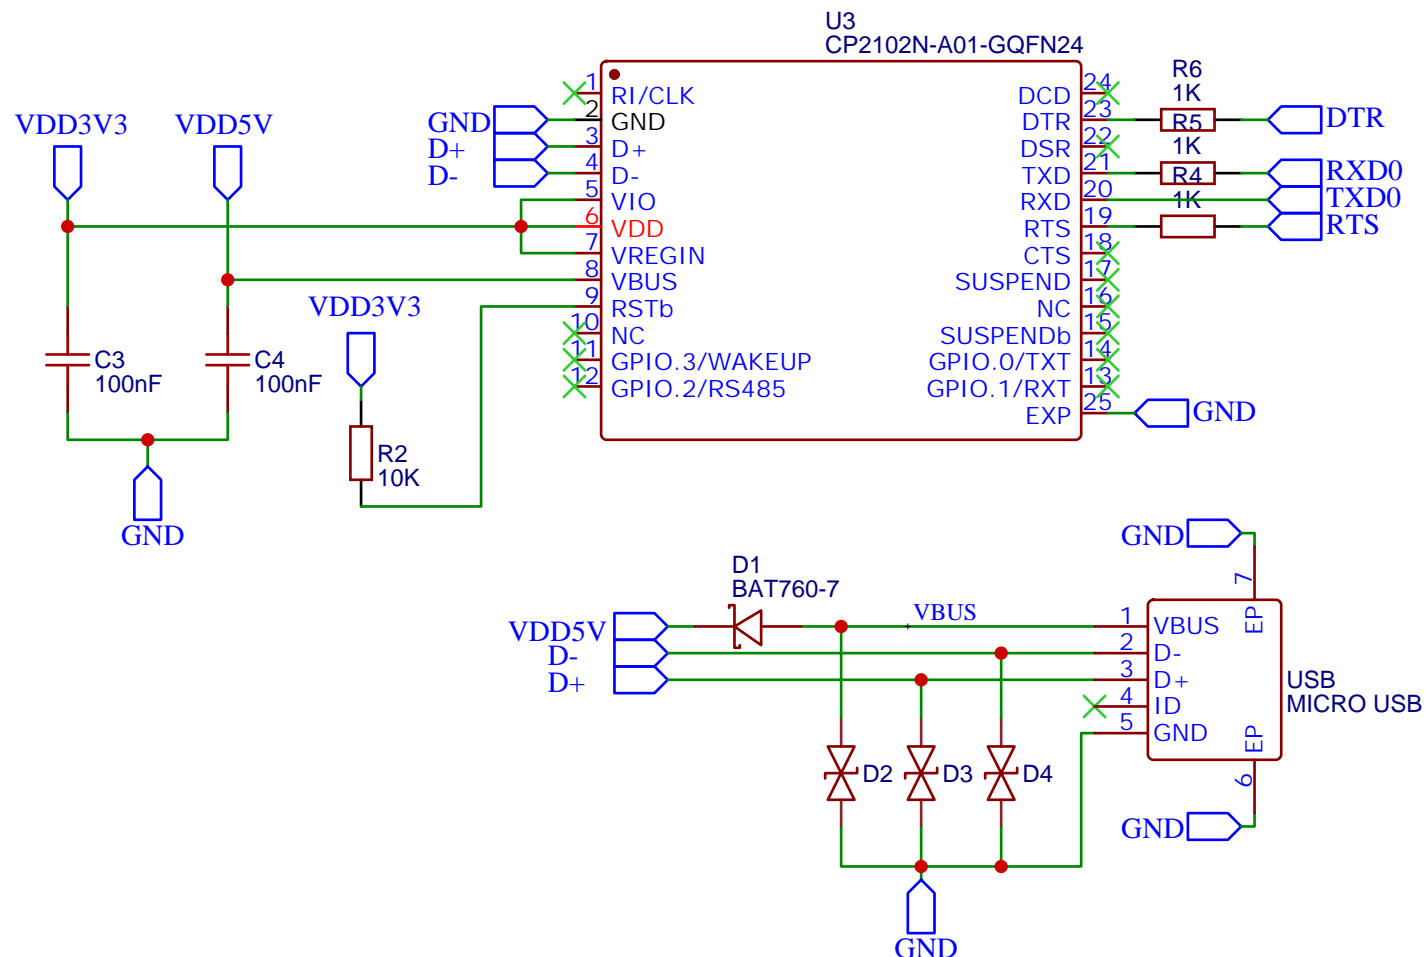 U3
CP2102N-A01-GQFN24
1
RI/CLK
2
GND
3
D+
4
D-
5
VIO
6
VDD
7
VREGIN
8
VBUS
9
RSTb
10
NC
11
GPIO.3/WAKEUP
12
GPIO.2/RS485
24
DCD
23
DTR
22
DSR
21
TXD
20
RXD
19
RTS
18
CTS
17
SUSPEND
16
NC
15
SUSPENDb
14
GPIO.0/TXT
13
GPIO.1/RXT
25
EXP
GND
D+
D-
VDD3V3
VDD5V
C3
100nF
C4
100nF
GND
VDD3V3
R2
10K
R6
1K
R5
1K
R4
1K
DTR
RXD0
TXD0
RTS
GND
D1
BAT760-7
VDD5V
D-
D+
VBUS
D2
D3
D4
GND
GND
7
EP
1
VBUS
2
D-
3
D+
4
ID
5
GND
EP
6
USB
MICRO USB
GND